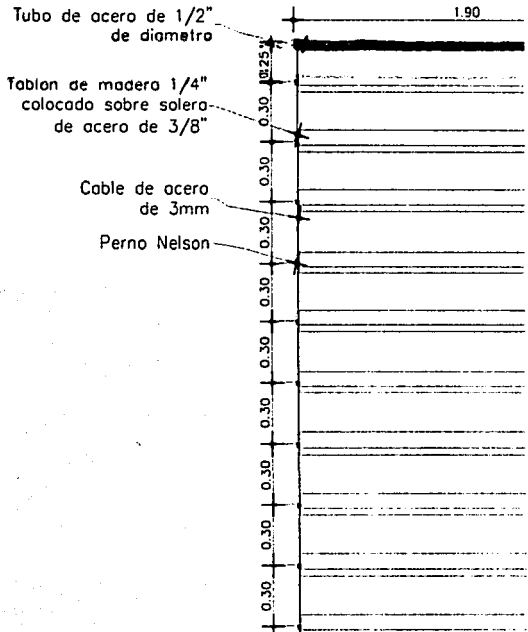 Tubo de acero de 1/2"
de diametro
1.90
Tablon de madera 1/4"
colocado sobre solera
de acero de 3/8"
0.30
0.30
Cable de acero
de 3mm
0.30
Perno Nelson
0.30
0.30
0.30
0.30
0.30
0.30